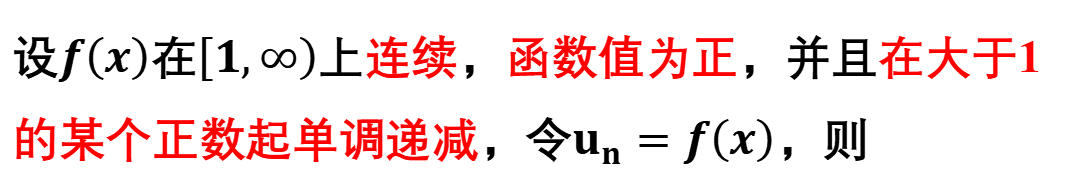 设f(x)在[1,∞)上连续，函数值为正，并且在大于1
的某个正数起单调递减，令uₙ = f(x)，则